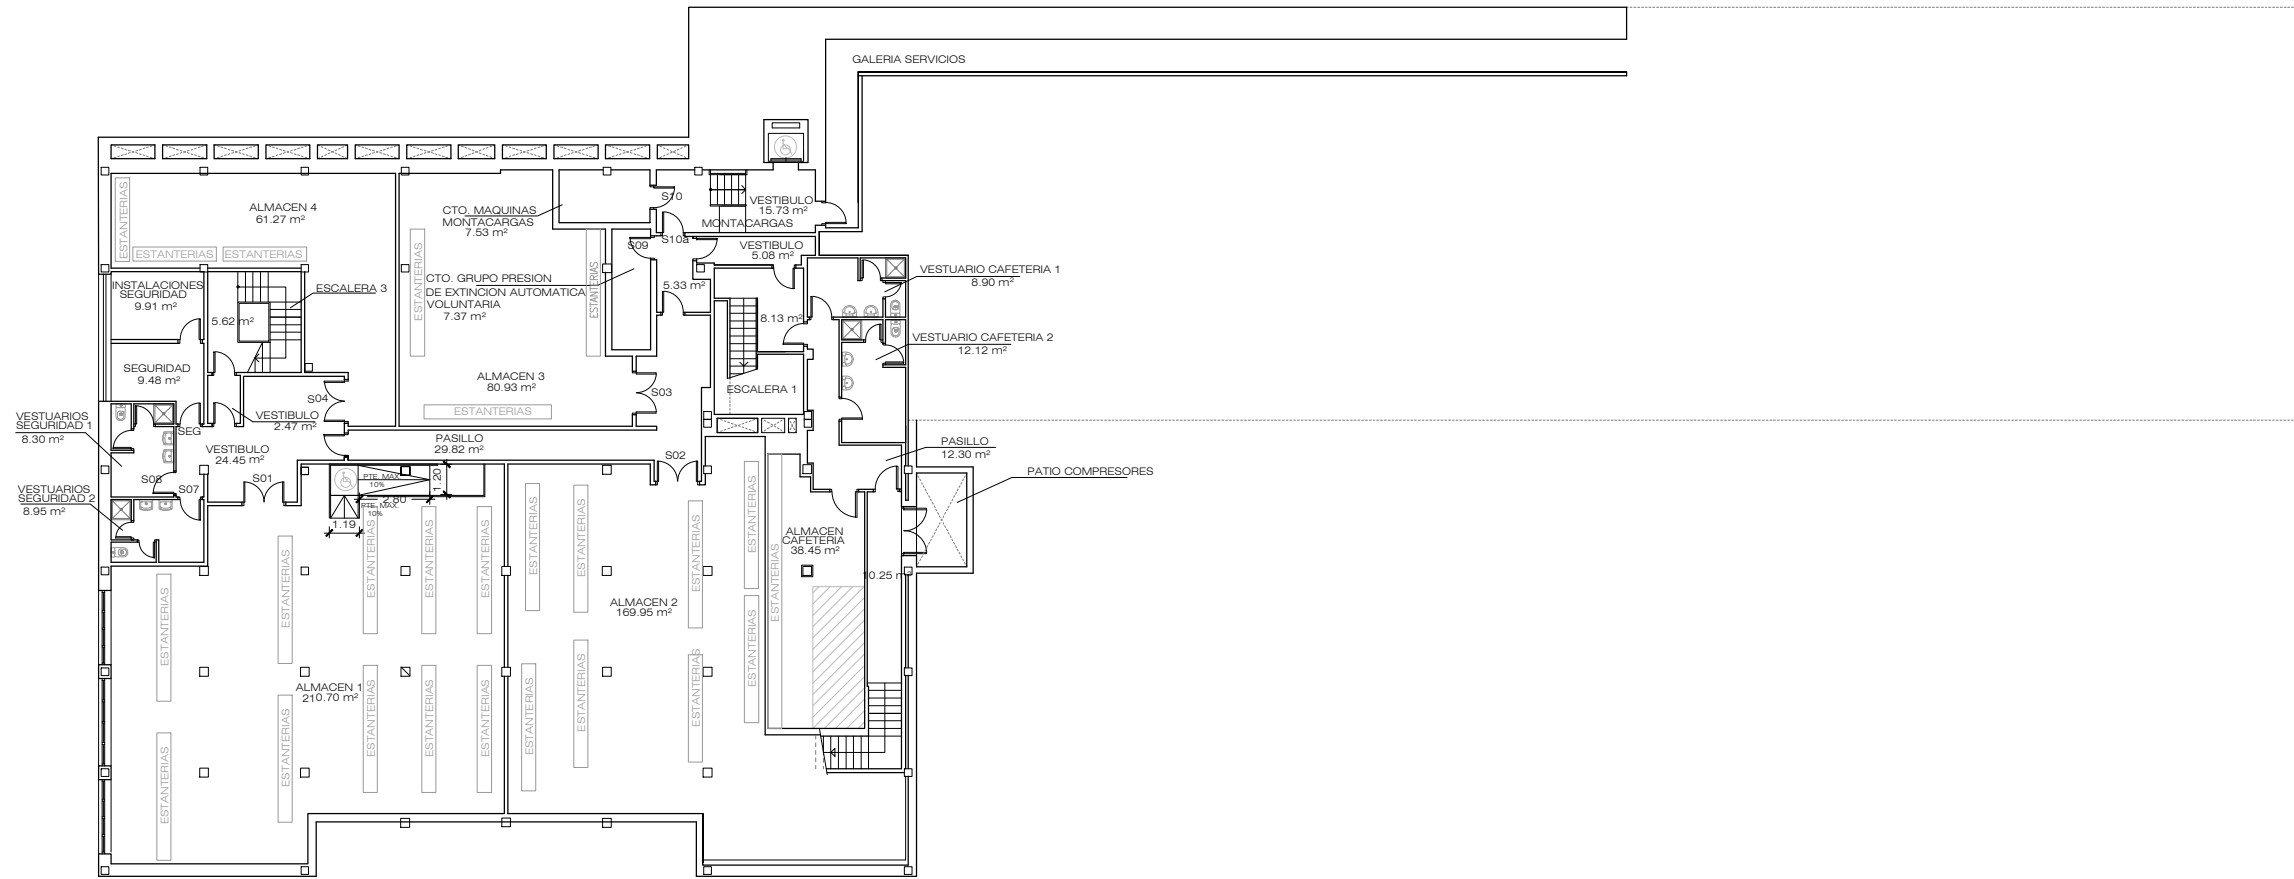 GALERIA SERVICIOS
ESTANTERIAS
ALMACEN 4
61.27 m²
ESTANTERIAS
ESTANTERIAS
CTO. MAQUINAS
MONTACARGAS
7.53 m²
S10
VESTIBULO
15.73 m²
MONTACARGAS
S09
S10a
VESTIBULO
5.08 m²
ESTANTERIAS
ESTANTERIAS
CTO. GRUPO PRESION
DE EXTINCION AUTOMATICA
VOLUNTARIA
7.37 m²
5.33 m²
VESTUARIO CAFETERIA 1
8.90 m²
INSTALACIONES
SEGURIDAD
9.91 m²
ESCALERA 3
5.62 m²
8.13 m²
VESTUARIO CAFETERIA 2
12.12 m²
SEGURIDAD
9.48 m²
ALMACEN 3
80.93 m²
ESCALERA 1
S03
S04
ESTANTERIAS
VESTIBULO
2.47 m²
VESTUARIOS
SEGURIDAD 1
8.30 m²
SEG
VESTIBULO
24.45 m²
PASILLO
29.82 m²
PASILLO
12.30 m²
S02
S01
S08
S07
PATIO COMPRESORES
VESTUARIOS
SEGURIDAD 2
8.95 m²
PTE. MAX.
10%
1.20
2.80
PTE. MAX.
10%
1.19
ALMACEN
CAFETERIA
38.45 m²
10.25 m²
ESTANTERIAS
ESTANTERIAS
ESTANTERIAS
ESTANTERIAS
ESTANTERIAS
ESTANTERIAS
ESTANTERIAS
ESTANTERIAS
ESTANTERIAS
ESTANTERIAS
ALMACEN 2
169.95 m²
ALMACEN 1
210.70 m²
ESTANTERIAS
ESTANTERIAS
ESTANTERIAS
ESTANTERIAS
ESTANTERIAS
ESTANTERIAS
ESTANTERIAS
ESTANTERIAS
ESTANTERIAS